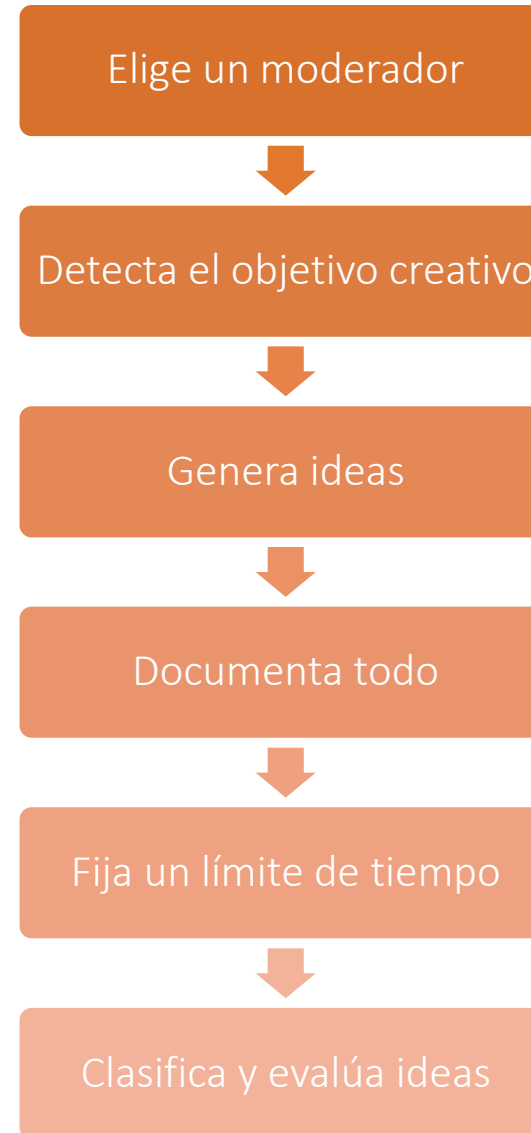 Elige un moderador
Detecta el objetivo creativo
Genera ideas
Documenta todo
Fija un límite de tiempo
Clasifica y evalúa ideas